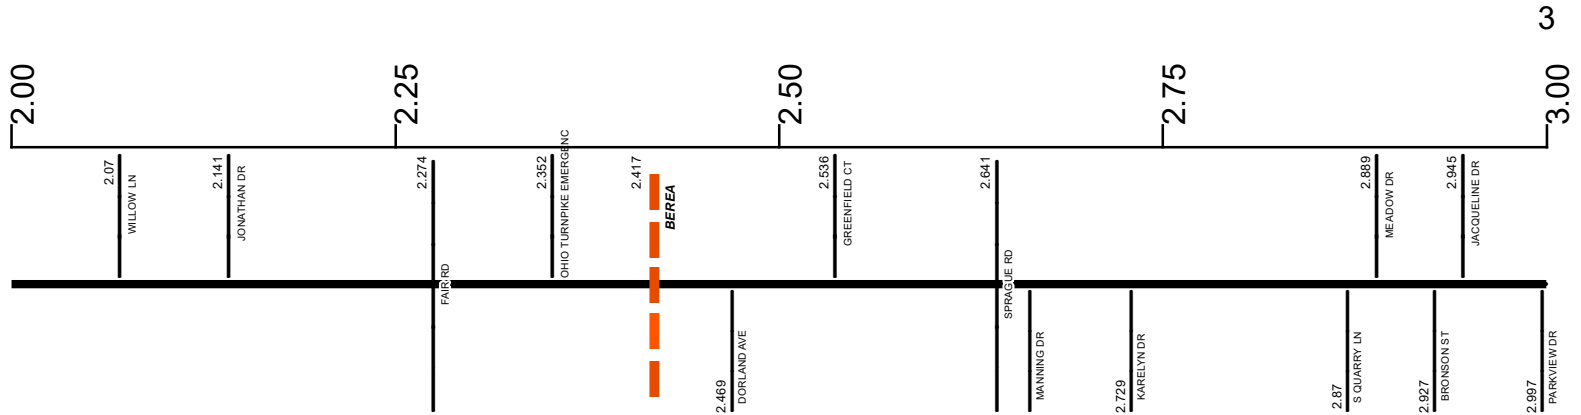 3
2.00
2.25
2.50
2.75
3.00
2.07
WILLOW LN
2.141
JONATHAN DR
2.274
FAIR RD
2.352
OHIO TURNPIKE EMERGENC
2.417
BEREA
2.469
DORLAND AVE
2.536
GREENFIELD CT
2.641
SPRAGUE RD
MANNING DR
2.729
KARELYN DR
2.87
S QUARRY LN
2.889
MEADOW DR
2.927
BRONSON ST
2.945
JACQUELINE DR
2.997
PARKVIEW DR